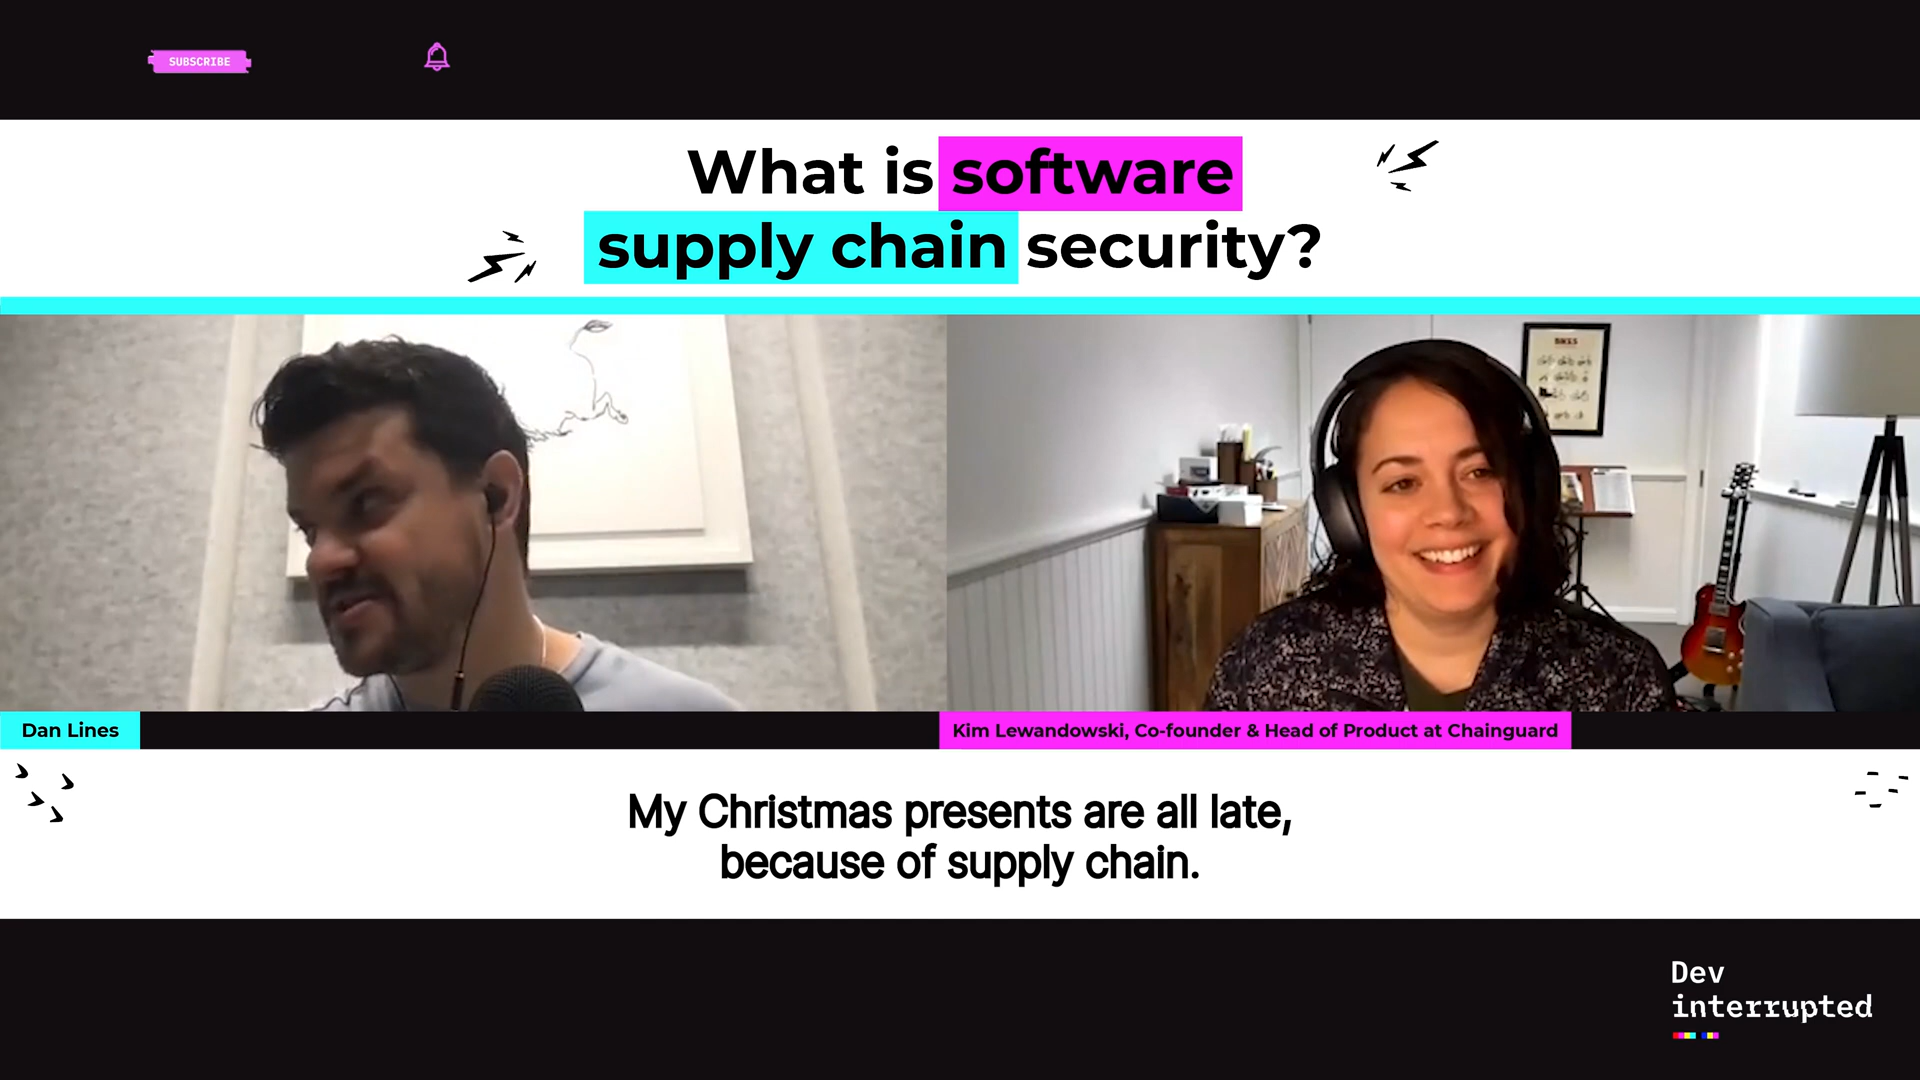 SUBSCRIBE
What is software
supply chain security?
BIKES
Dan Lines
Kim Lewandowski, Co-founder & Head of Product at Chainguard
My Christmas presents are all late,
because of supply chain.
Dev
interrupted